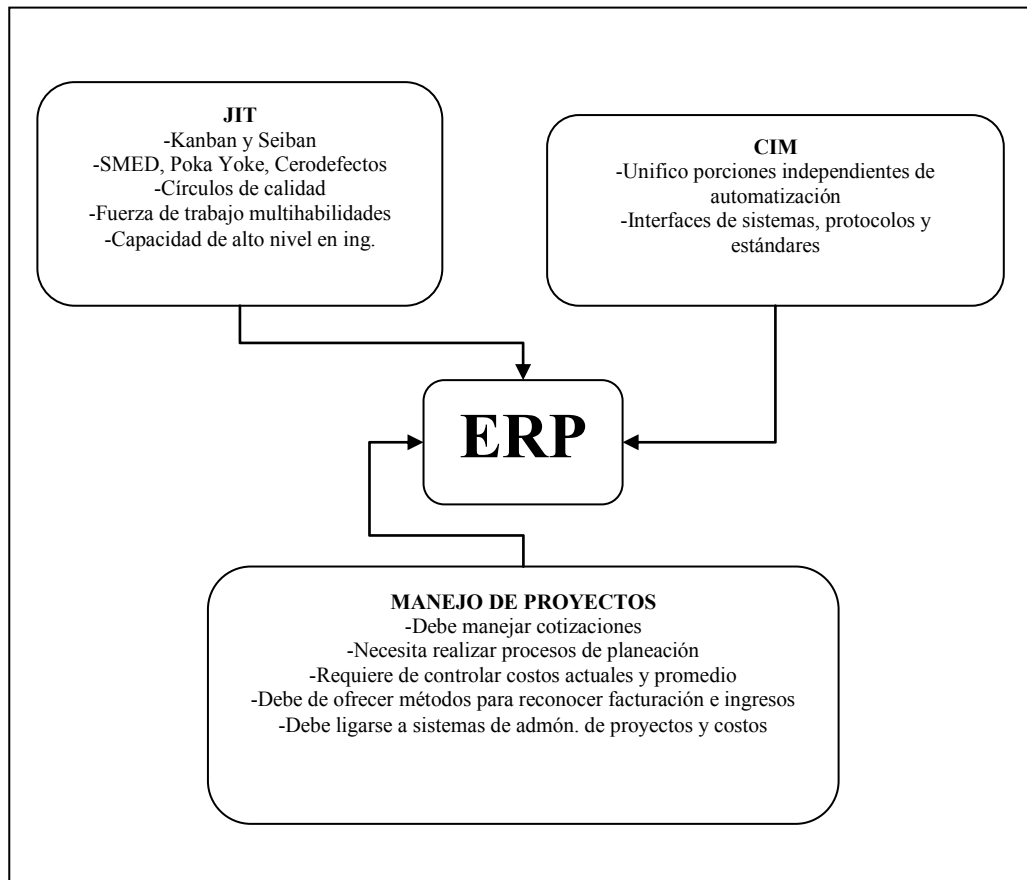 JIT
-Kanban y Seiban
-SMED, Poka Yoke, Cerodefectos
-Círculos de calidad
-Fuerza de trabajo multihabilidades
-Capacidad de alto nivel en ing.
CIM
-Unifico porciones independientes de
automatización
-Interfaces de sistemas, protocolos y
estándares
ERP
MANEJO DE PROYECTOS
-Debe manejar cotizaciones
-Necesita realizar procesos de planeación
-Requiere de controlar costos actuales y promedio
-Debe de ofrecer métodos para reconocer facturación e ingresos
-Debe ligarse a sistemas de admón. de proyectos y costos